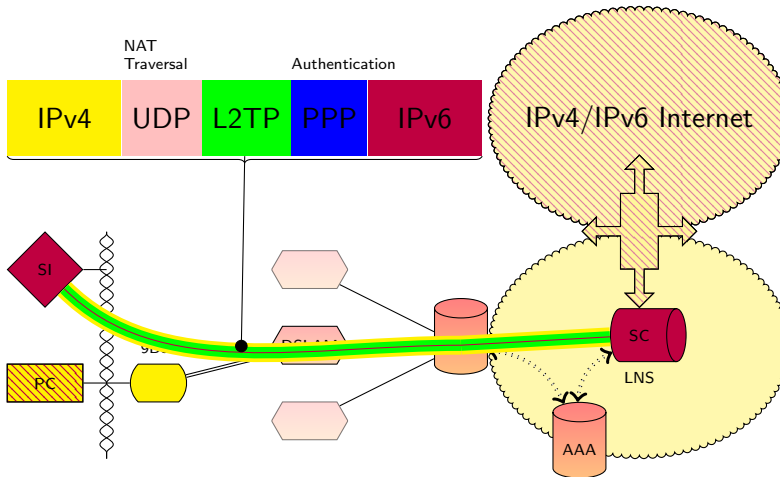 NAT
Traversal
Authentication
IPv4 UDP L2TP PPP IPv6
IPv4/IPv6 Internet
SI
SC
LNS
PC
AAA